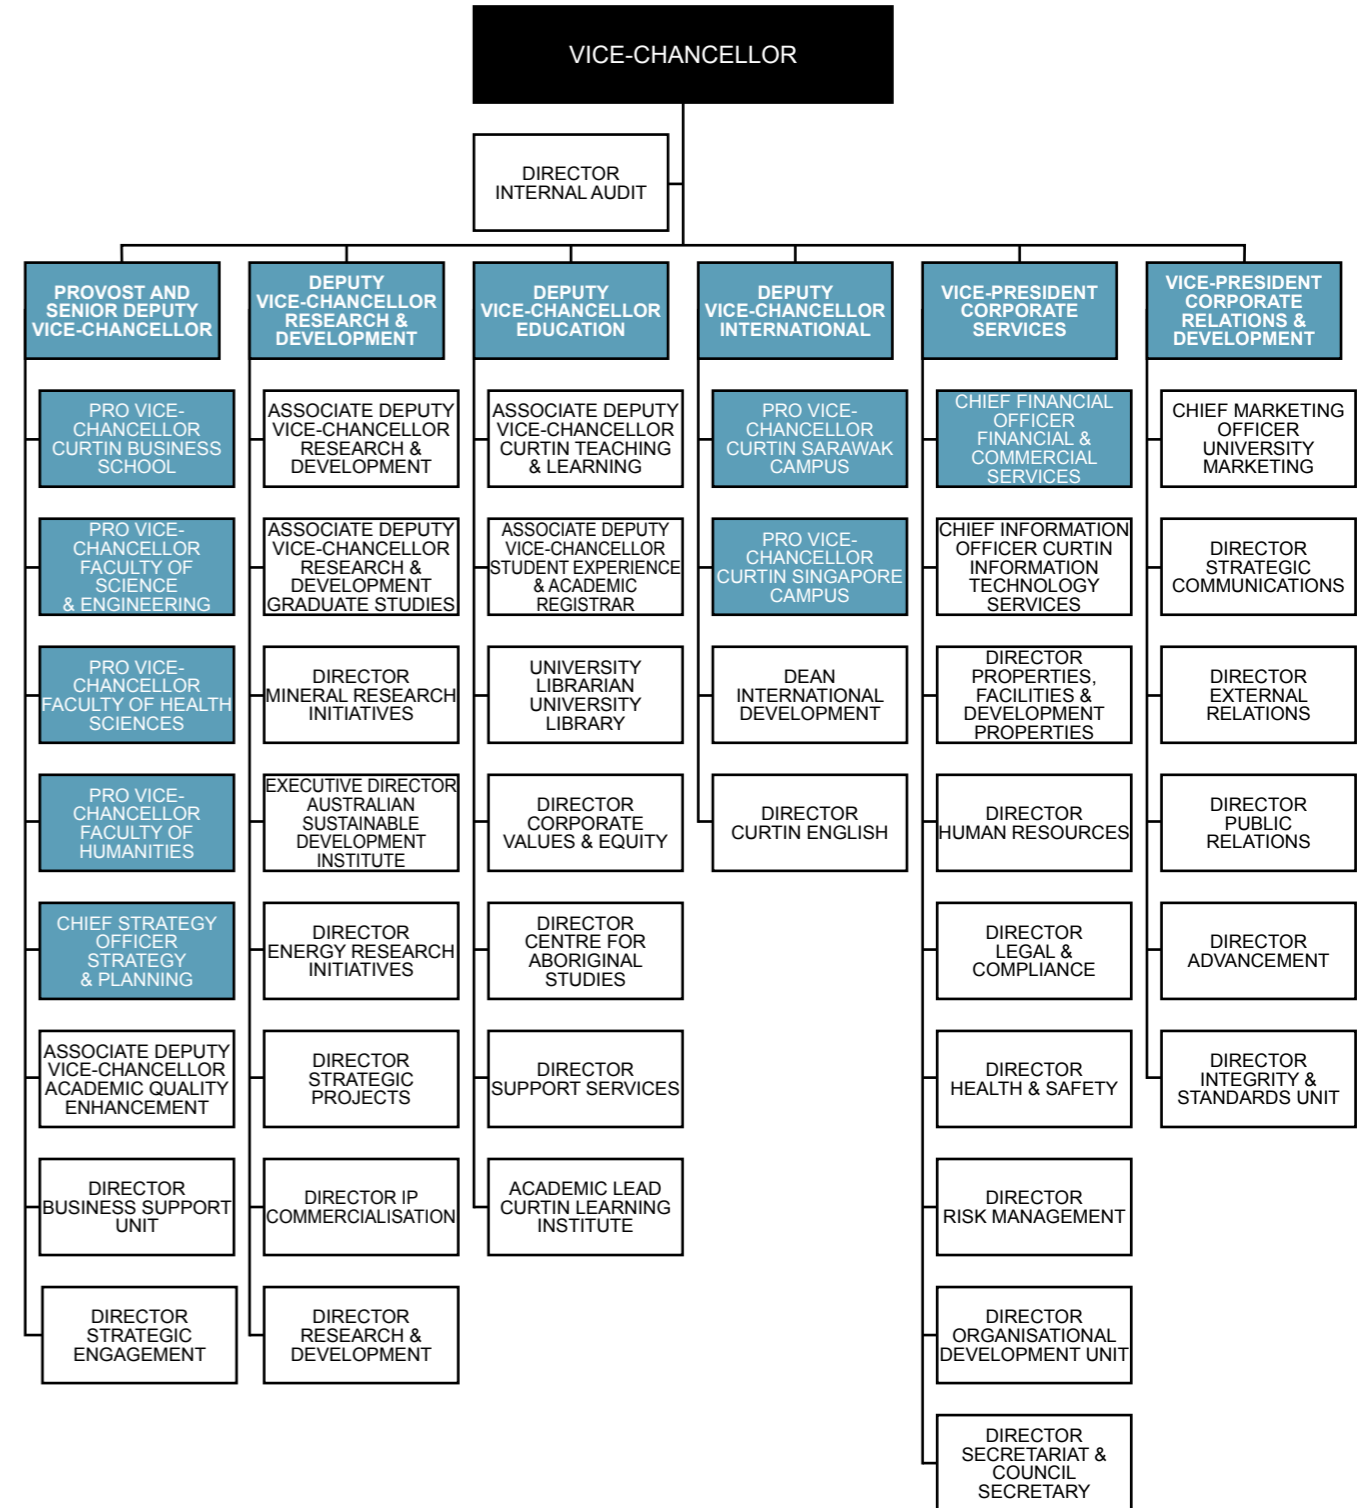 VICE-CHANCELLOR
DIRECTOR
INTERNAL AUDIT
PROVOST AND
SENIOR DEPUTY
VICE-CHANCELLOR
PRO VICE-
CHANCELLOR
CURTIN BUSINESS
SCHOOL
PRO VICE-
CHANCELLOR
FACULTY OF
SCIENCE
& ENGINEERING
PRO VICE-
CHANCELLOR
FACULTY OF HEALTH
SCIENCES
PRO VICE-
CHANCELLOR
FACULTY OF
HUMANITIES
CHIEF STRATEGY
OFFICER
STRATEGY
& PLANNING
ASSOCIATE DEPUTY
VICE-CHANCELLOR
ACADEMIC QUALITY
ENHANCEMENT
DIRECTOR
BUSINESS SUPPORT
UNIT
DIRECTOR
STRATEGIC
ENGAGEMENT
DEPUTY
VICE-CHANCELLOR
RESEARCH &
DEVELOPMENT
ASSOCIATE DEPUTY
VICE-CHANCELLOR
RESEARCH &
DEVELOPMENT
ASSOCIATE DEPUTY
VICE-CHANCELLOR
RESEARCH &
DEVELOPMENT
GRADUATE STUDIES
DIRECTOR
MINERAL RESEARCH
INITIATIVES
EXECUTIVE DIRECTOR
AUSTRALIAN
SUSTAINABLE
DEVELOPMENT
INSTITUTE
DIRECTOR
ENERGY RESEARCH
INITIATIVES
DIRECTOR
STRATEGIC
PROJECTS
DIRECTOR IP
COMMERCIALISATION
DIRECTOR
RESEARCH &
DEVELOPMENT
DEPUTY
VICE-CHANCELLOR
EDUCATION
ASSOCIATE DEPUTY
VICE-CHANCELLOR
CURTIN TEACHING
& LEARNING
ASSOCIATE DEPUTY
VICE-CHANCELLOR
STUDENT EXPERIENCE
& ACADEMIC
REGISTRAR
UNIVERSITY
LIBRARIAN
UNIVERSITY
LIBRARY
DIRECTOR
CORPORATE
VALUES & EQUITY
DIRECTOR
CENTRE FOR
ABORIGINAL
STUDIES
DIRECTOR
SUPPORT SERVICES
ACADEMIC LEAD
CURTIN LEARNING
INSTITUTE
DEPUTY
VICE-CHANCELLOR
INTERNATIONAL
PRO VICE-
CHANCELLOR
CURTIN SARAWAK
CAMPUS
PRO VICE-
CHANCELLOR
CURTIN SINGAPORE
CAMPUS
DEAN
INTERNATIONAL
DEVELOPMENT
DIRECTOR
CURTIN ENGLISH
VICE-PRESIDENT
CORPORATE
SERVICES
CHIEF FINANCIAL
OFFICER
FINANCIAL &
COMMERCIAL
SERVICES
CHIEF INFORMATION
OFFICER CURTIN
INFORMATION
TECHNOLOGY
SERVICES
DIRECTOR
PROPERTIES,
FACILITIES &
DEVELOPMENT
PROPERTIES
DIRECTOR
HUMAN RESOURCES
DIRECTOR
LEGAL &
COMPLIANCE
DIRECTOR
HEALTH & SAFETY
DIRECTOR
RISK MANAGEMENT
DIRECTOR
ORGANISATIONAL
DEVELOPMENT UNIT
DIRECTOR
SECRETARIAT &
COUNCIL
SECRETARY
VICE-PRESIDENT
CORPORATE
RELATIONS &
DEVELOPMENT
CHIEF MARKETING
OFFICER
UNIVERSITY
MARKETING
DIRECTOR
STRATEGIC
COMMUNICATIONS
DIRECTOR
EXTERNAL
RELATIONS
DIRECTOR
PUBLIC
RELATIONS
DIRECTOR
ADVANCEMENT
DIRECTOR
INTEGRITY &
STANDARDS UNIT